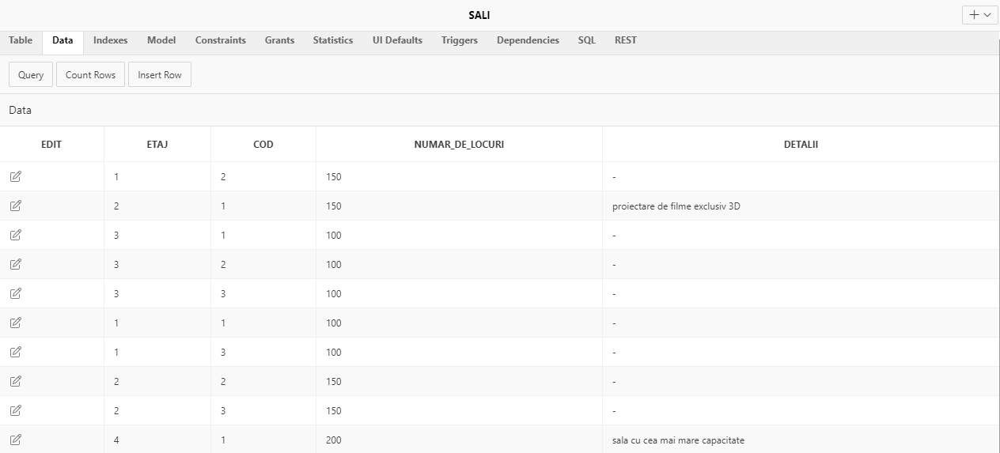 SALI
Table Data Indexes Model Constraints Grants Statistics UI Defaults Triggers Dependencies SQL REST
Query Count Rows Insert Row
Data
EDIT ETAJ COD NUMAR_DE_LOCURI DETALII
1 2 150 -
2 1 150 proiectare de filme exclusiv 3D
3 1 100 -
3 2 100 -
3 3 100 -
1 1 100 -
1 3 100 -
2 2 150 -
2 3 150 -
4 1 200 sala cu cea mai mare capacitate